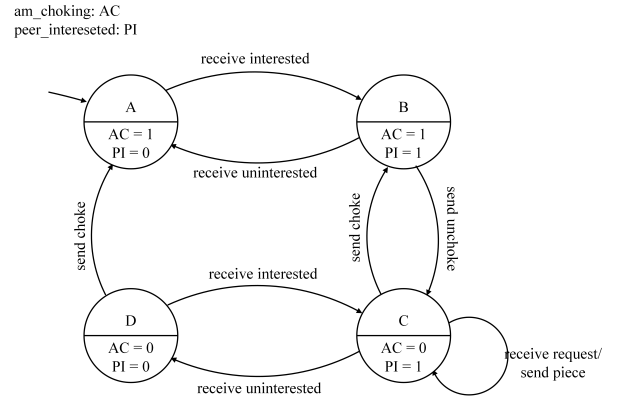 am_choking: AC
peer_intereseted: PI
receive interested
A
AC = 1
PI = 0
B
AC = 1
PI = 1
receive uninterested
send choke
send choke
send unchoke
receive interested
D
AC = 0
PI = 0
C
AC = 0
PI = 1
receive request/
send piece
receive uninterested